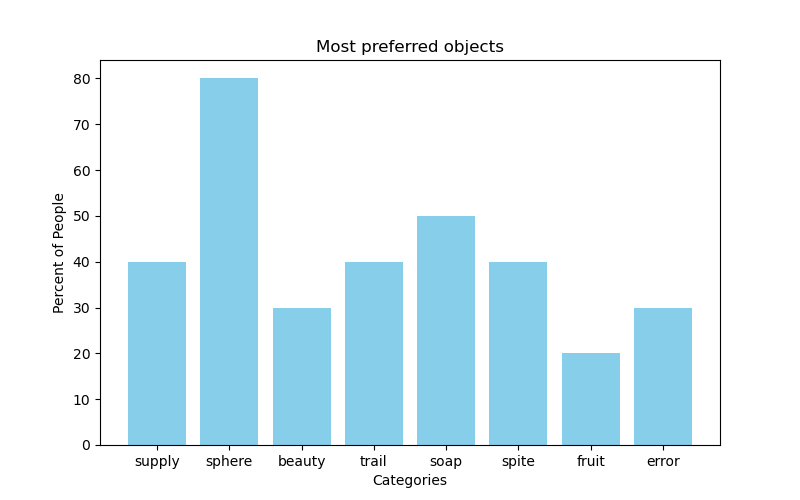 Most preferred objects
Percent of People
80
70
60
50
40
30
20
10
0
supply sphere beauty trail soap spite fruit error
Categories